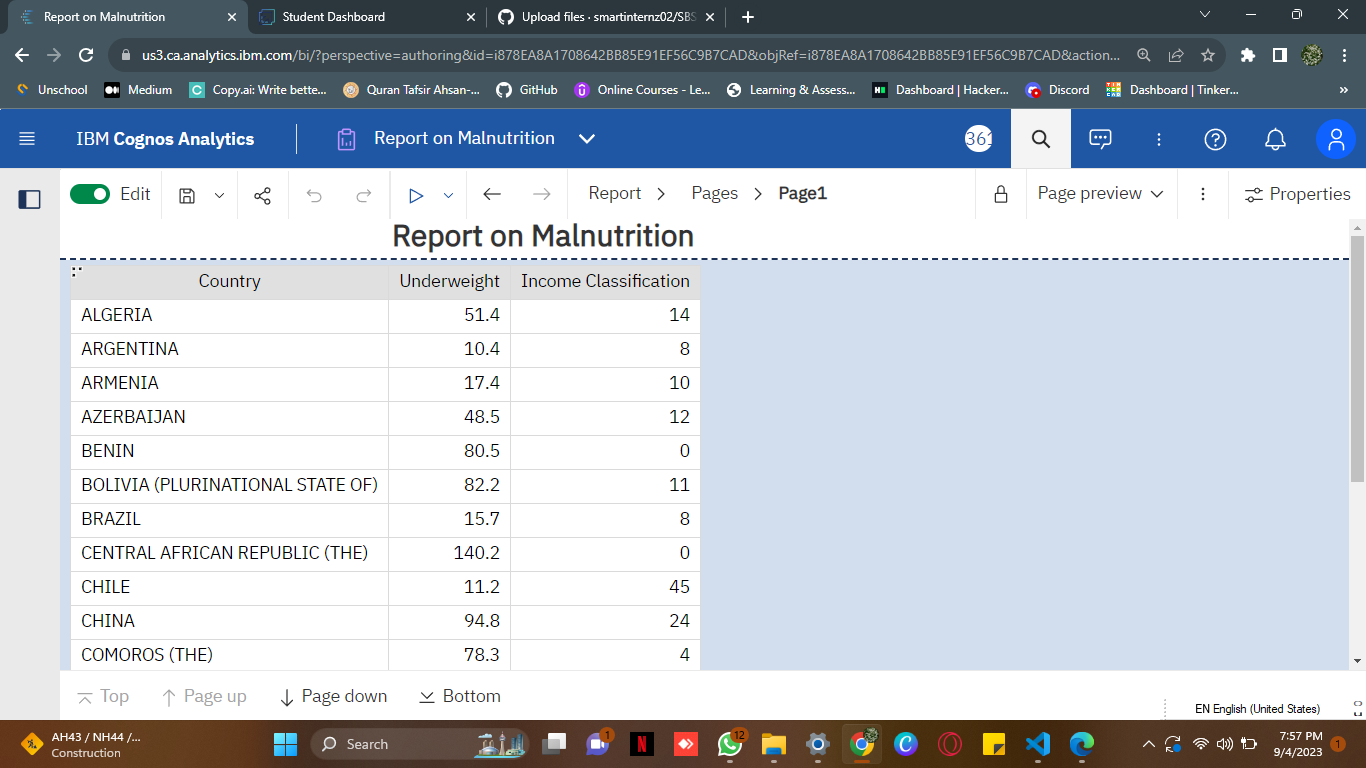 Report on Malnutrition
Student Dashboard
Upload files · smartinternz02/SBS
us3.ca.analytics.ibm.com/bi/?perspective=authoring&id=i878EA8A1708642BB85E91EF56C9B7CAD&objRef=i878EA8A1708642BB85E91EF56C9B7CAD&action...
Unschool
Medium
Copy.ai: Write bette...
Quran Tafsir Ahsan-...
GitHub
Online Courses - Le...
Learning & Assess...
Dashboard | Hacker...
Discord
Dashboard | Tinker...
IBM Cognos Analytics
Report on Malnutrition
361
Edit
Report
Pages
Page1
Page preview
Properties
Report on Malnutrition
Country Underweight Income Classification
ALGERIA 51.4 14
ARGENTINA 10.4 8
ARMENIA 17.4 10
AZERBAIJAN 48.5 12
BENIN 80.5 0
BOLIVIA (PLURINATIONAL STATE OF) 82.2 11
BRAZIL 15.7 8
CENTRAL AFRICAN REPUBLIC (THE) 140.2 0
CHILE 11.2 45
CHINA 94.8 24
COMOROS (THE) 78.3 4
Top
Page up
Page down
Bottom
EN English (United States)
AH43 / NH44 /...
Construction
Search
1
12
7:57 PM
9/4/2023
1